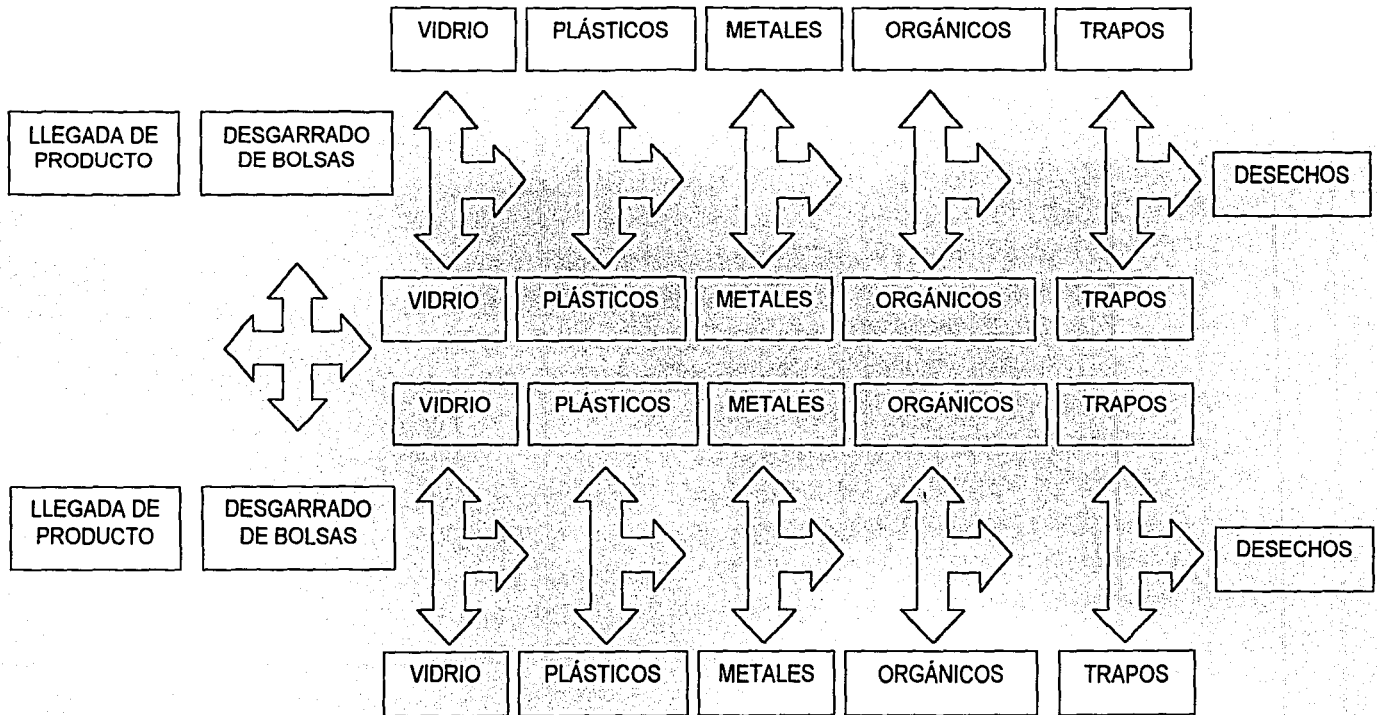 VIDRIO PLÁSTICOS METALES ORGÁNICOS TRAPOS
LLEGADA DE
PRODUCTO
DESGARRADO
DE BOLSAS
DESECHOS
VIDRIO PLÁSTICOS METALES ORGÁNICOS TRAPOS
VIDRIO PLÁSTICOS METALES ORGÁNICOS TRAPOS
LLEGADA DE
PRODUCTO
DESGARRADO
DE BOLSAS
DESECHOS
VIDRIO PLÁSTICOS METALES ORGÁNICOS TRAPOS